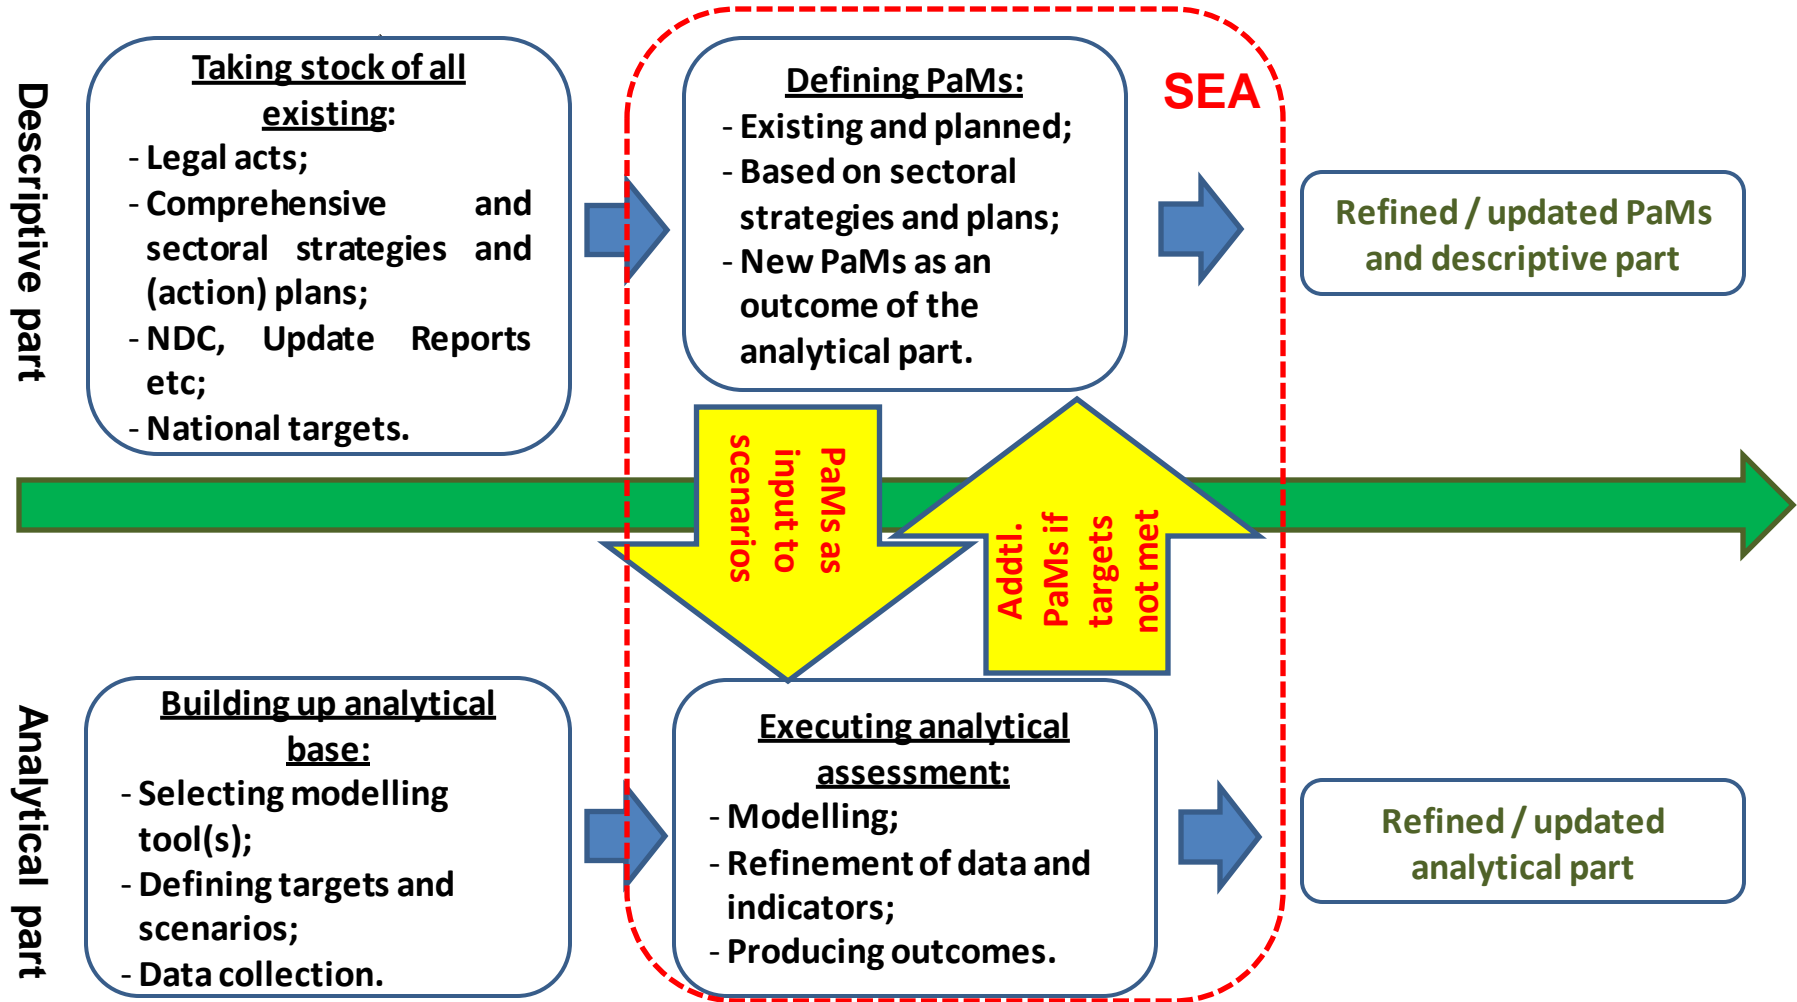 Descriptive part
Taking stock of all
existing:
- Legal acts;
- Comprehensive and
sectoral strategies and
(action) plans;
- NDC, Update Reports
etc;
- National targets.
Defining PaMs:
- Existing and planned;
- Based on sectoral
strategies and plans;
- New PaMs as an
outcome of the
analytical part.
SEA
Refined / updated PaMs
and descriptive part
PaMs as
input to
scenarios
Addtl.
PaMs if
targets
not met
Analytical part
Building up analytical
base:
- Selecting modelling
tool(s);
- Defining targets and
scenarios;
- Data collection.
Executing analytical
assessment:
- Modelling;
- Refinement of data and
indicators;
- Producing outcomes.
Refined / updated
analytical part